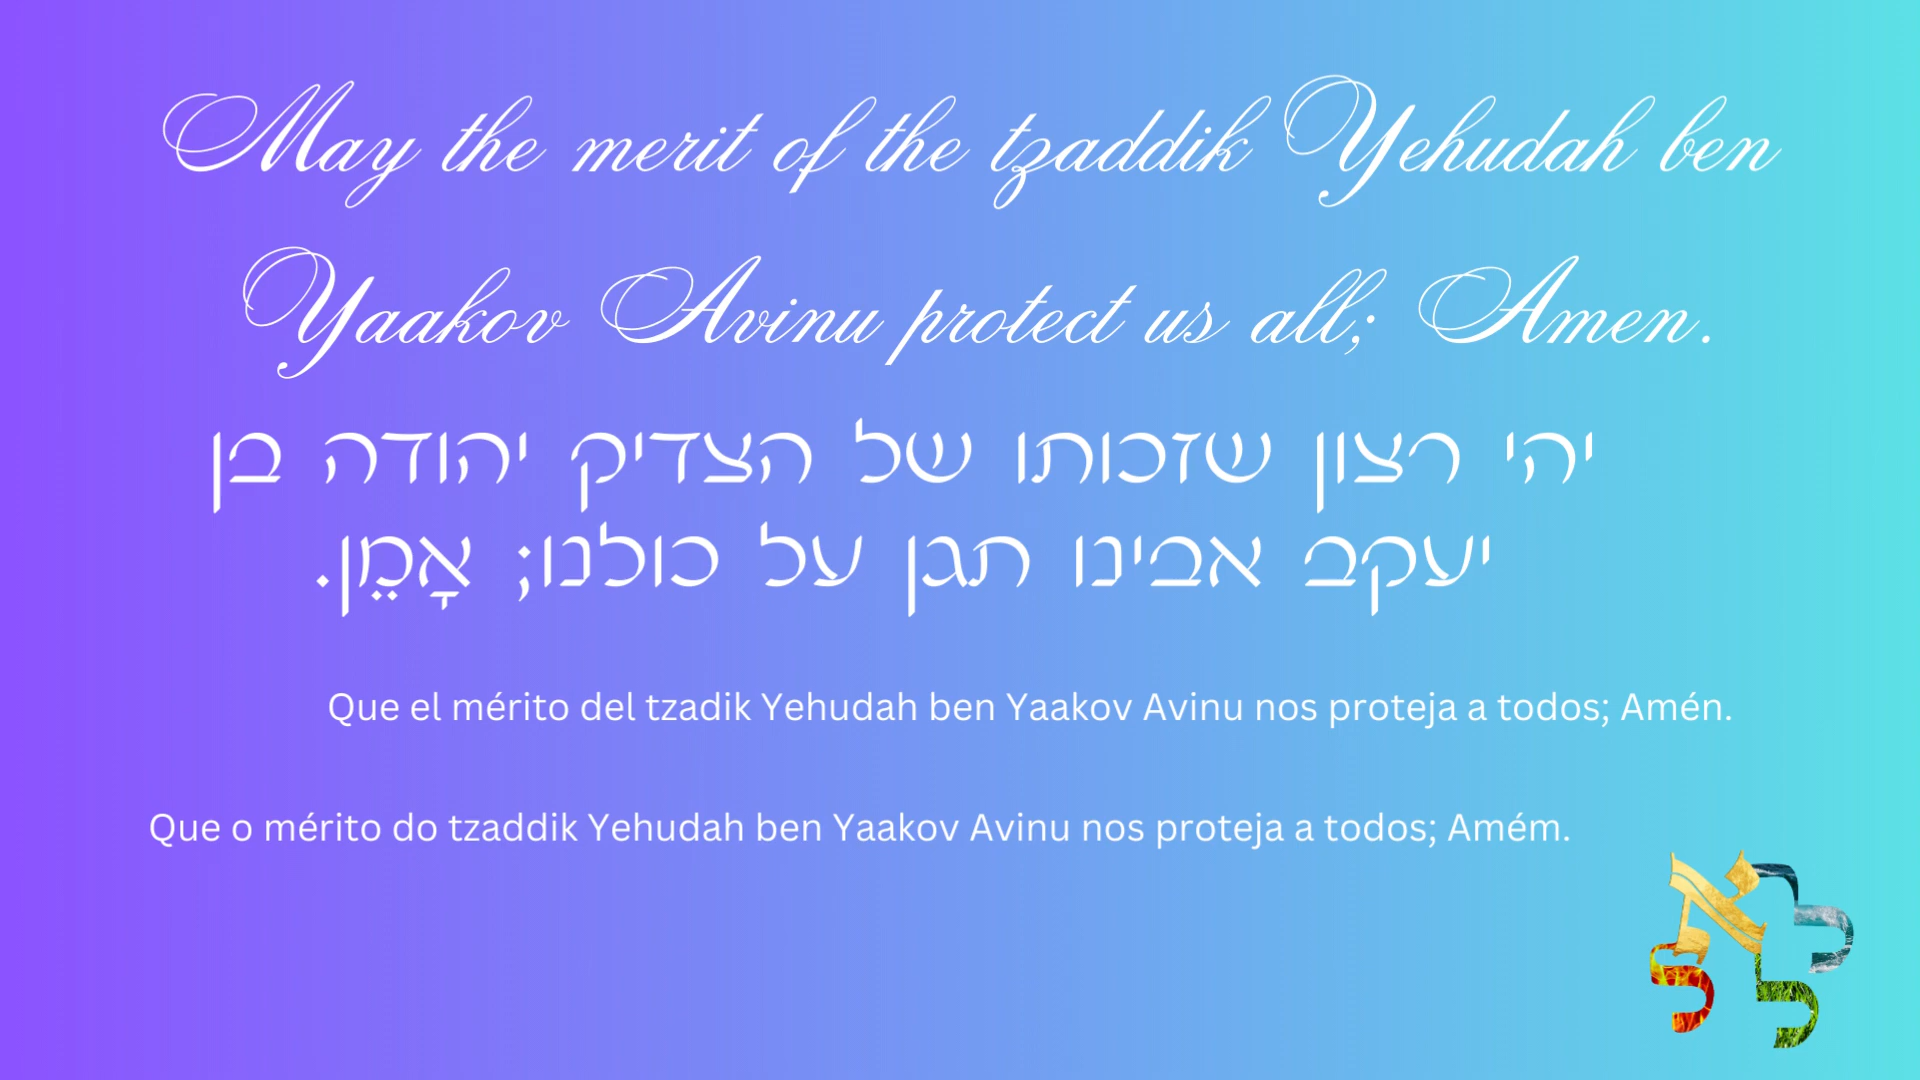 May the merit of the tzaddik Yehudah ben
Yaakov Avinu protect us all; Amen.
יהי רצון שזכותו של הצדיק יהודה בן
יעקב אבינו תגן על כולנו; אָמֵן.
Que el mérito del tzadik Yehudah ben Yaakov Avinu nos proteja a todos; Amén.
Que o mérito do tzaddik Yehudah ben Yaakov Avinu nos proteja a todos; Amém.